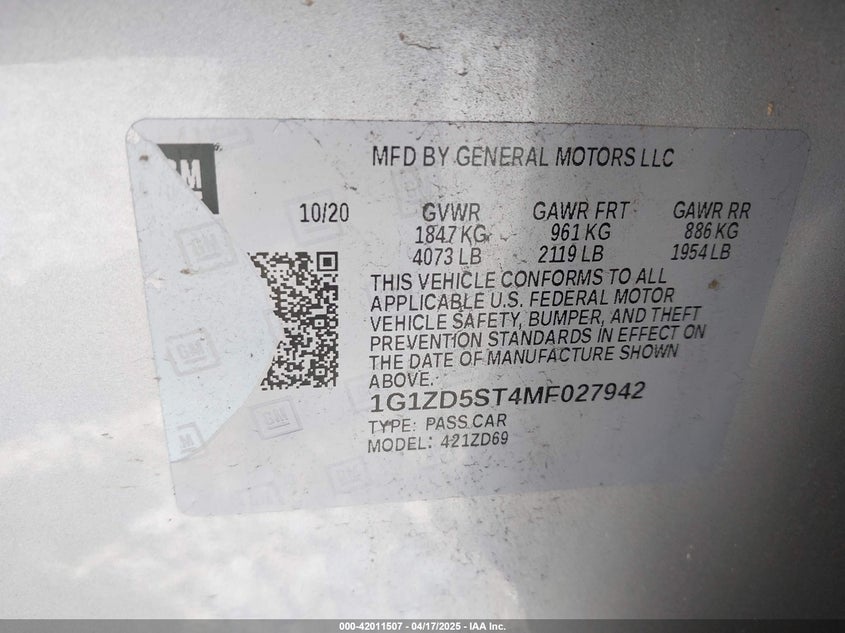 GM
MFD BY GENERAL MOTORS LLC
10/20 GVWR GAWR FRT GAWR RR
1847 KG 961 KG 886 KG
4073 LB 2119 LB 1954 LB
THIS VEHICLE CONFORMS TO ALL
APPLICABLE U.S. FEDERAL MOTOR
VEHICLE SAFETY, BUMPER, AND THEFT
PREVENTION STANDARDS IN EFFECT ON
THE DATE OF MANUFACTURE SHOWN
ABOVE.
1G1ZD5ST4MF027942
TYPE: PASS CAR
MODEL: 421ZD69
000-42011507 - 04/17/2025 - IAA Inc.